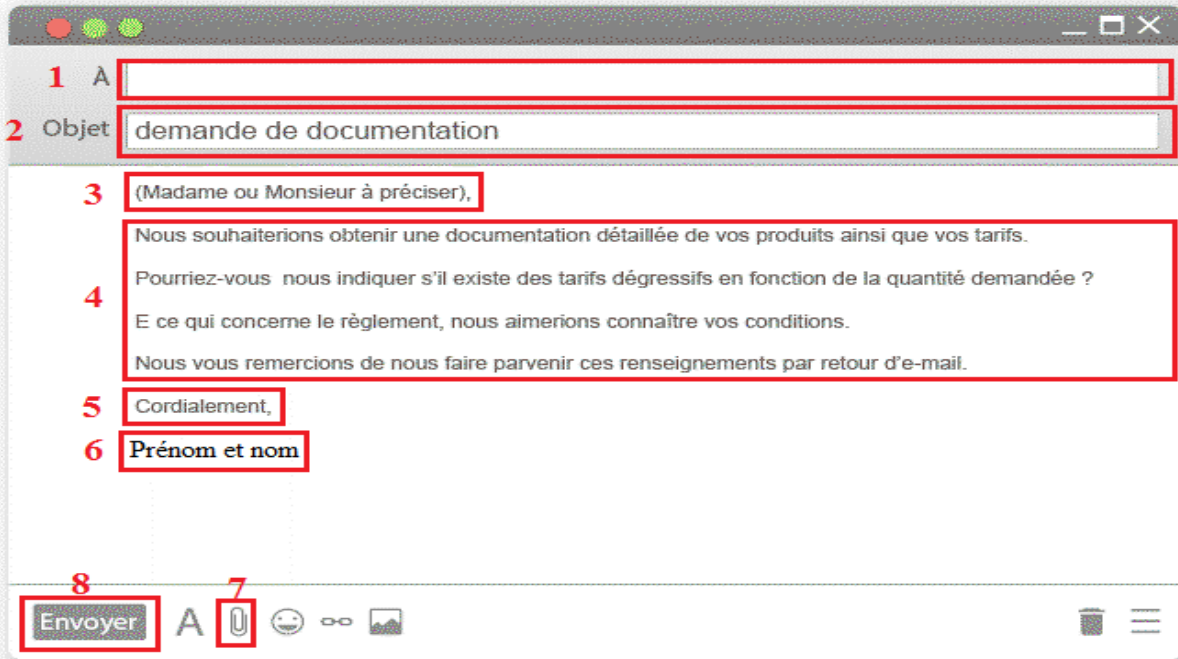 1 À
2 Objet demande de documentation
3 (Madame ou Monsieur à préciser),
Nous souhaiterions obtenir une documentation détaillée de vos produits ainsi que vos tarifs.
4 Pourriez-vous nous indiquer s'il existe des tarifs dégressifs en fonction de la quantité demandée ?
E ce qui concerne le règlement, nous aimerions connaître vos conditions.
Nous vous remercions de nous faire parvenir ces renseignements par retour d'e-mail.
5 Cordialement,
6 Prénom et nom
8 7
Envoyer A